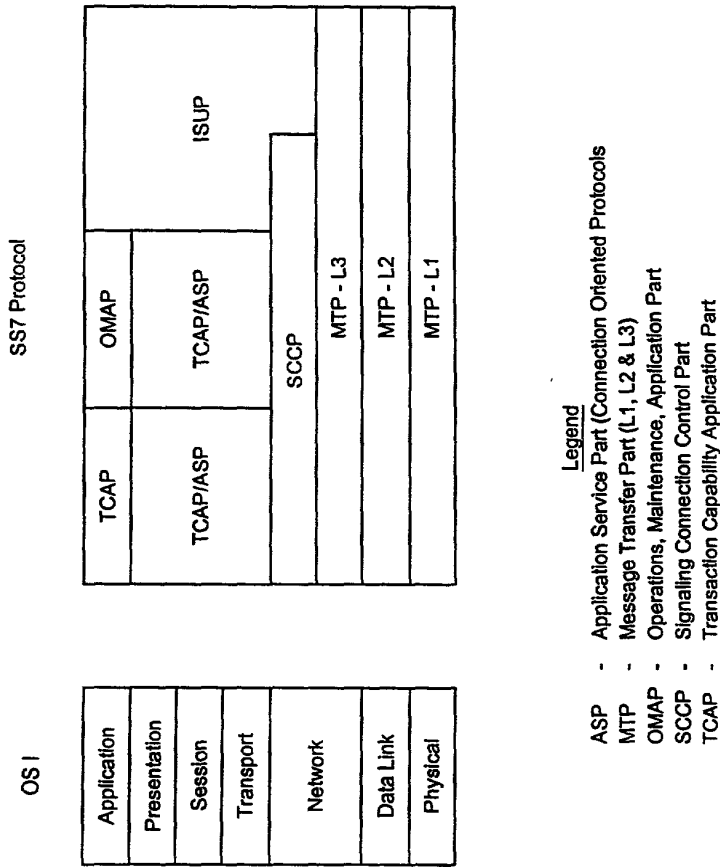 SS7 Protocol
TCAP
OMAP
ISUP
TCAP/ASP
TCAP/ASP
SCCP
MTP - L3
MTP - L2
MTP - L1
OS I
Application
Presentation
Session
Transport
Network
Data Link
Physical
Legend
ASP - Application Service Part (Connection Oriented Protocols
MTP - Message Transfer Part (L1, L2 & L3)
OMAP - Operations, Maintenance, Application Part
SCCP - Signaling Connection Control Part
TCAP - Transaction Capability Application Part